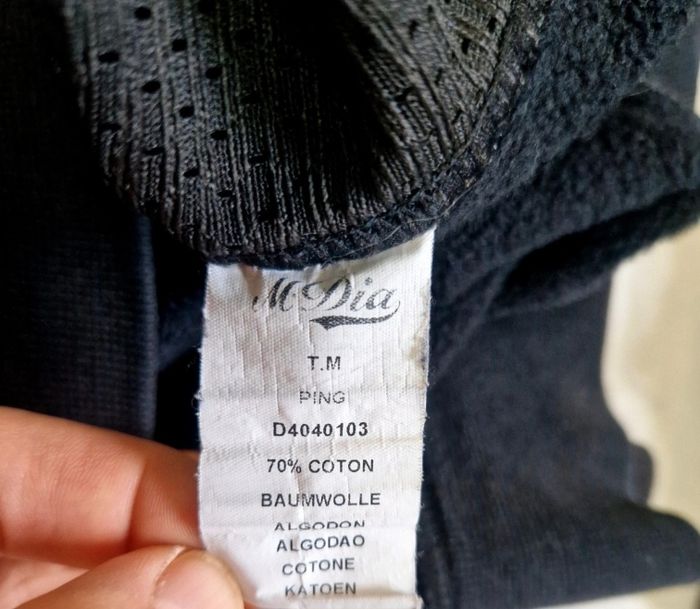 M Dia
T.M
PING
D4040103
70% COTON
BAUMWOLLE
ALGODON
ALGODAO
COTONE
KATOEN